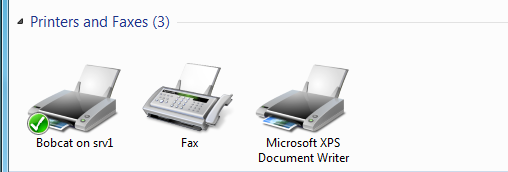 Printers and Faxes (3)
Bobcat on srv1
Fax
Microsoft XPS
Document Writer